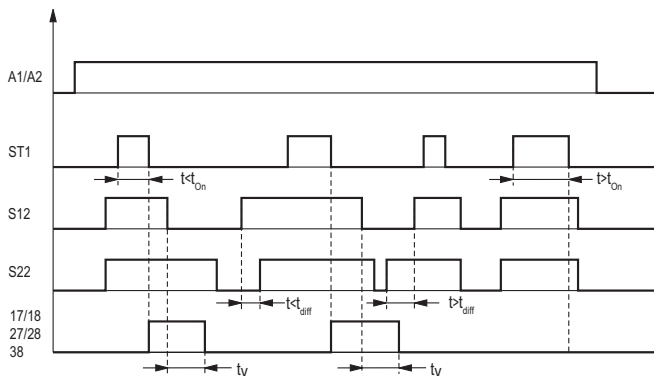 A1/A2
ST1
t<tOn
t>tOn
S12
S22
t<tdiff
t>tdiff
17/18
27/28
38
tV
tV